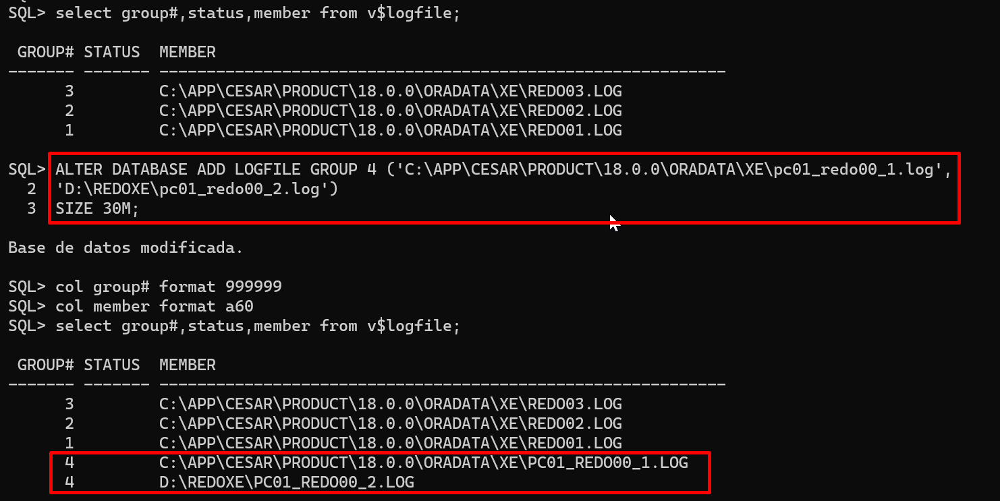 SQL> select group#,status,member from v$logfile;
GROUP# STATUS  MEMBER
------- ------- ------------------------------------------------------------
3         C:\APP\CESAR\PRODUCT\18.0.0\ORADATA\XE\REDO03.LOG
2         C:\APP\CESAR\PRODUCT\18.0.0\ORADATA\XE\REDO02.LOG
1         C:\APP\CESAR\PRODUCT\18.0.0\ORADATA\XE\REDO01.LOG
SQL> ALTER DATABASE ADD LOGFILE GROUP 4 ('C:\APP\CESAR\PRODUCT\18.0.0\ORADATA\XE\pc01_redo00_1.log',
2  'D:\REDOXE\pc01_redo00_2.log')
3  SIZE 30M;
Base de datos modificada.
SQL> col group# format 999999
SQL> col member format a60
SQL> select group#,status,member from v$logfile;
GROUP# STATUS  MEMBER
------- ------- ------------------------------------------------------------
3         C:\APP\CESAR\PRODUCT\18.0.0\ORADATA\XE\REDO03.LOG
2         C:\APP\CESAR\PRODUCT\18.0.0\ORADATA\XE\REDO02.LOG
1         C:\APP\CESAR\PRODUCT\18.0.0\ORADATA\XE\REDO01.LOG
4         C:\APP\CESAR\PRODUCT\18.0.0\ORADATA\XE\PC01_REDO00_1.LOG
4         D:\REDOXE\PC01_REDO00_2.LOG